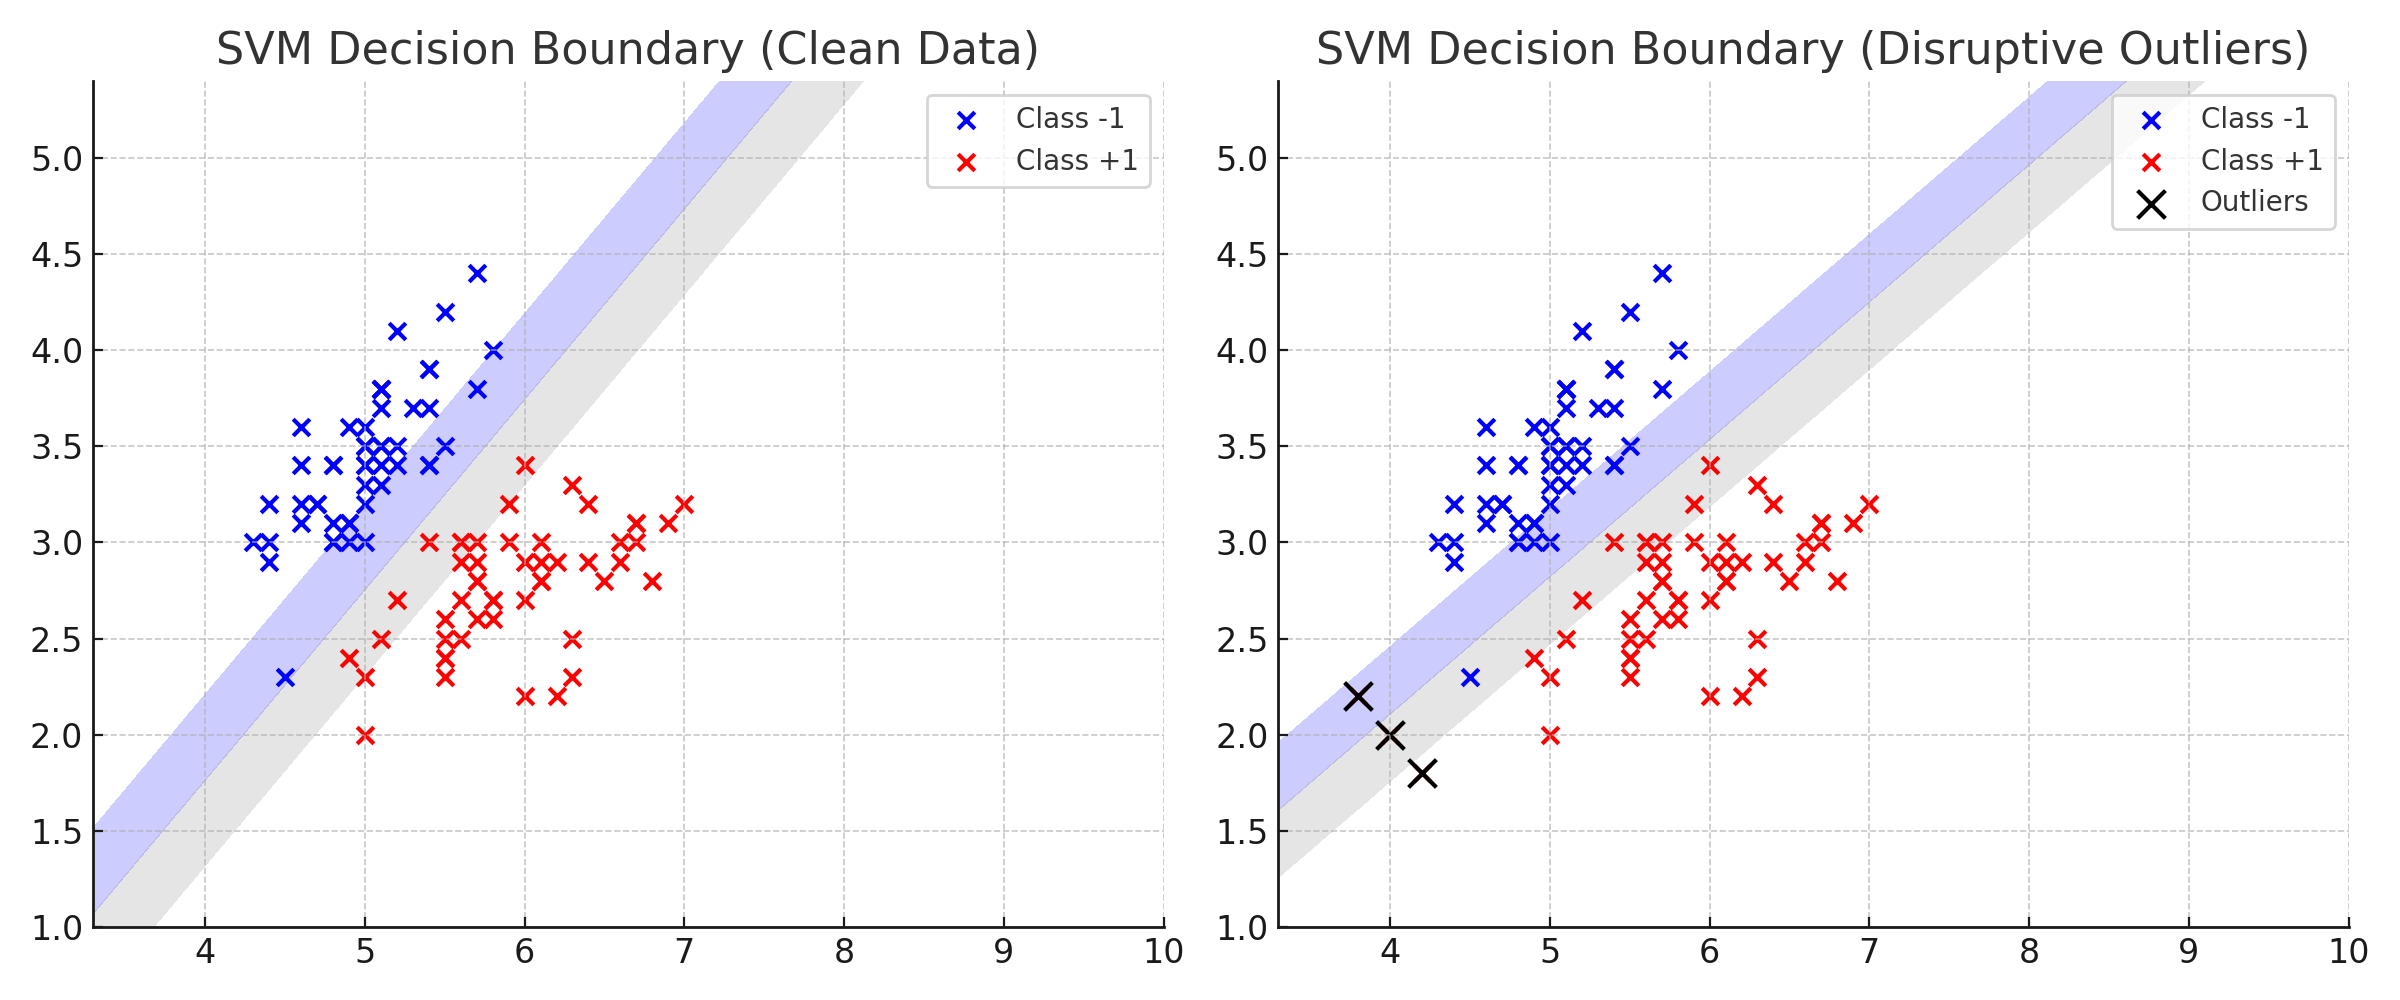 SVM Decision Boundary (Clean Data)
Class -1
Class +1
5.0
4.5
4.0
3.5
3.0
2.5
2.0
1.5
1.0
4 5 6 7 8 9 10
SVM Decision Boundary (Disruptive Outliers)
Class -1
Class +1
Outliers
5.0
4.5
4.0
3.5
3.0
2.5
2.0
1.5
1.0
4 5 6 7 8 9 10